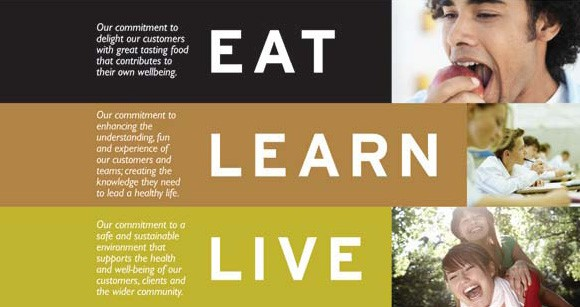 Our commitment to
delight our customers
with great tasting food
that contributes to
their own wellbeing.
EAT
Our commitment to
enhancing the
understanding, fun
and experience of
our customers and
teams; creating the
knowledge they need
to lead a healthy life.
LEARN
Our commitment to a
safe and sustainable
environment that
supports the health
and well-being of our
customers, clients and
the wider community.
LIVE